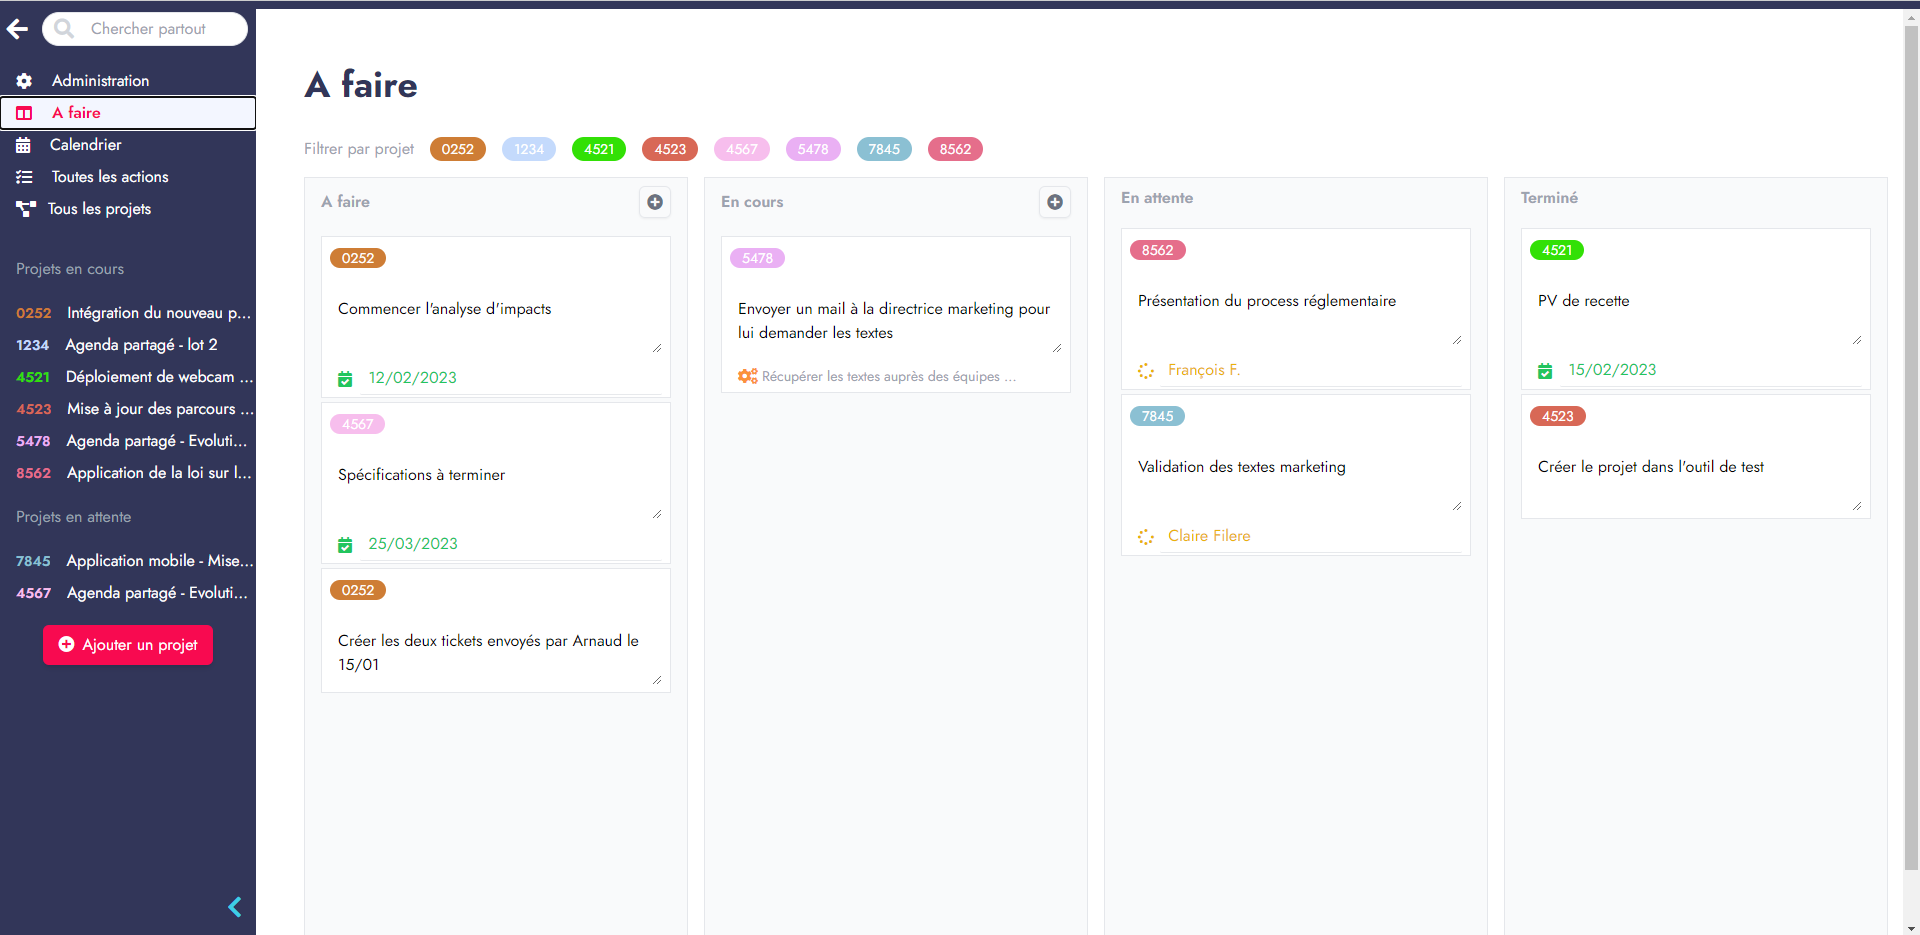 Chercher partout
Administration
A faire
Calendrier
Toutes les actions
Tous les projets
Projets en cours
0252 Intégration du nouveau p...
1234 Agenda partagé - lot 2
4521 Déploiement de webcam ...
4523 Mise à jour des parcours ...
5478 Agenda partagé - Evoluti...
8562 Application de la loi sur l...
Projets en attente
7845 Application mobile - Mise...
4567 Agenda partagé - Evoluti...
Ajouter un projet
A faire
Filtrer par projet 0252 1234 4521 4523 4567 5478 7845 8562
A faire
0252
Commencer l'analyse d'impacts
12/02/2023
4567
Spécifications à terminer
25/03/2023
0252
Créer les deux tickets envoyés par Arnaud le
15/01
En cours
5478
Envoyer un mail à la directrice marketing pour
lui demander les textes
Récupérer les textes auprès des équipes ...
En attente
8562
Présentation du process réglementaire
François F.
7845
Validation des textes marketing
Claire Filere
Terminé
4521
PV de recette
15/02/2023
4523
Créer le projet dans l'outil de test